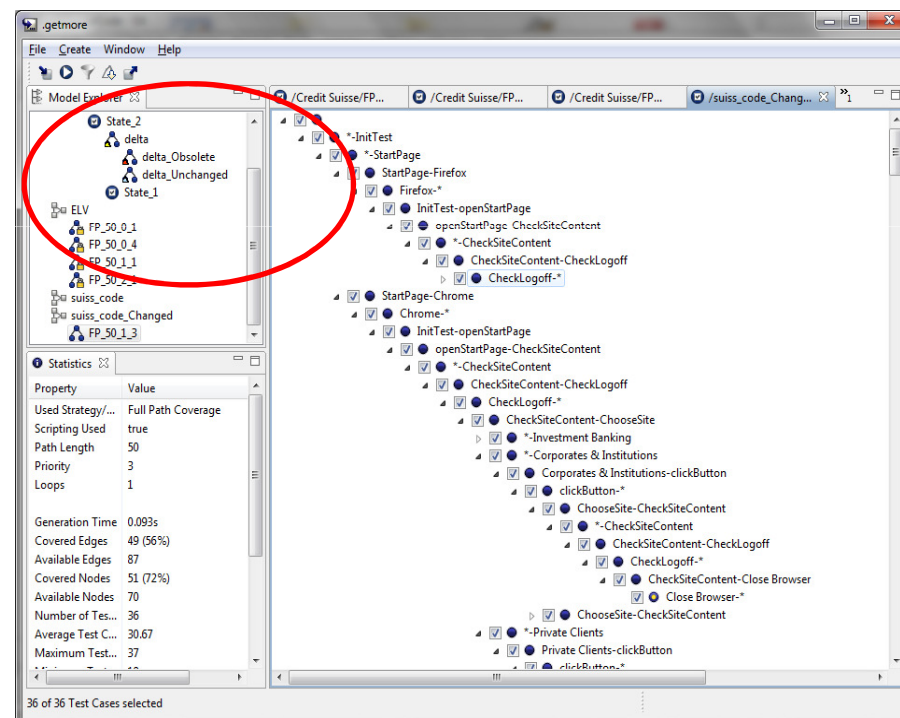 .getmore
File Create Window Help
Model Explorer
/Credit Suisse/FP...
/Credit Suisse/FP...
/Credit Suisse/FP...
/suiss_code_Chang...
»1
State_2
delta
delta_Obsolete
delta_Unchanged
State_1
ELV
FP_50_0_1
FP_50_0_4
FP_50_1_1
FP_50_2_1
suiss_code
suiss_code_Changed
FP_50_1_3
Statistics
Property Value
Used Strategy/... Full Path Coverage
Scripting Used true
Path Length 50
Priority 3
Loops 1
Generation Time 0.093s
Covered Edges 49 (56%)
Available Edges 87
Covered Nodes 51 (72%)
Available Nodes 70
Number of Tes... 36
Average Test C... 30.67
Maximum Test... 37
*-InitTest
*-StartPage
StartPage-Firefox
Firefox-*
InitTest-openStartPage
openStartPage-CheckSiteContent
*-CheckSiteContent
CheckSiteContent-CheckLogoff
CheckLogoff-*
StartPage-Chrome
Chrome-*
InitTest-openStartPage
openStartPage-CheckSiteContent
*-CheckSiteContent
CheckSiteContent-CheckLogoff
CheckLogoff-*
CheckSiteContent-ChooseSite
*-Investment Banking
*-Corporates & Institutions
Corporates & Institutions-clickButton
clickButton-*
ChooseSite-CheckSiteContent
*-CheckSiteContent
CheckSiteContent-CheckLogoff
CheckLogoff-*
CheckSiteContent-Close Browser
Close Browser-*
ChooseSite-CheckSiteContent
*-Private Clients
Private Clients-clickButton
clickButton-*
36 of 36 Test Cases selected